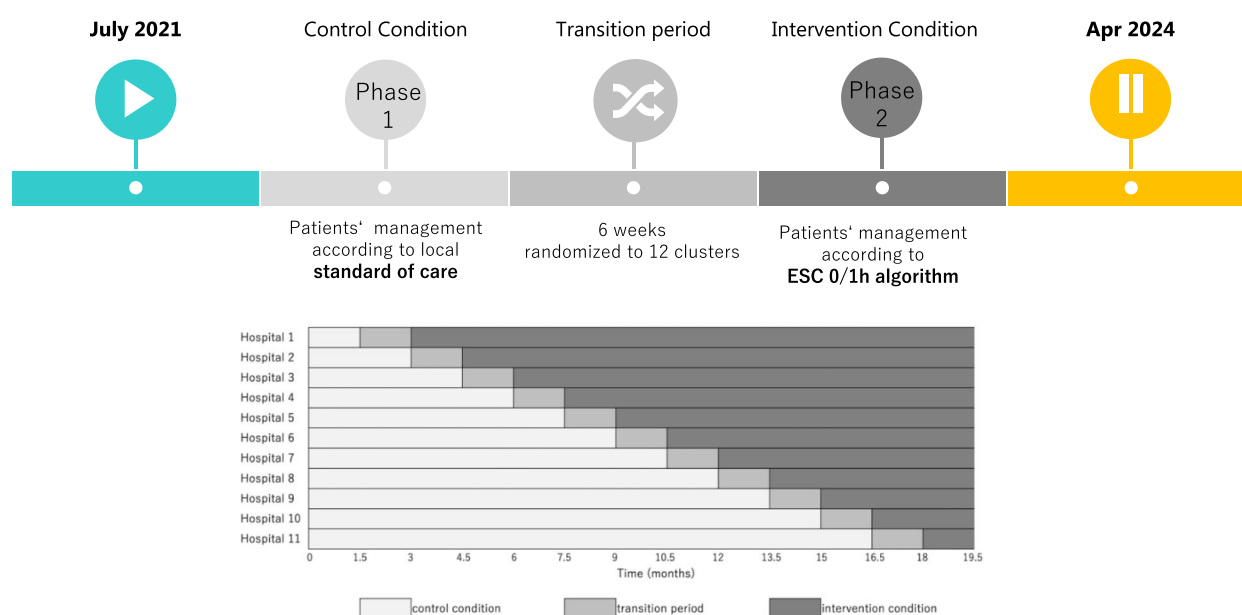 July 2021
Control Condition
Transition period
Intervention Condition
Apr 2024
Phase
1
Phase
2
Patients‘ management
according to local
standard of care
6 weeks
randomized to 12 clusters
Patients‘ management
according to
ESC 0/1h algorithm
Hospital 1
Hospital 2
Hospital 3
Hospital 4
Hospital 5
Hospital 6
Hospital 7
Hospital 8
Hospital 9
Hospital 10
Hospital 11
0 1.5 3 4.5 6 7.5 9 10.5 12 13.5 15 16.5 18 19.5
Time (months)
control condition transition period intervention condition